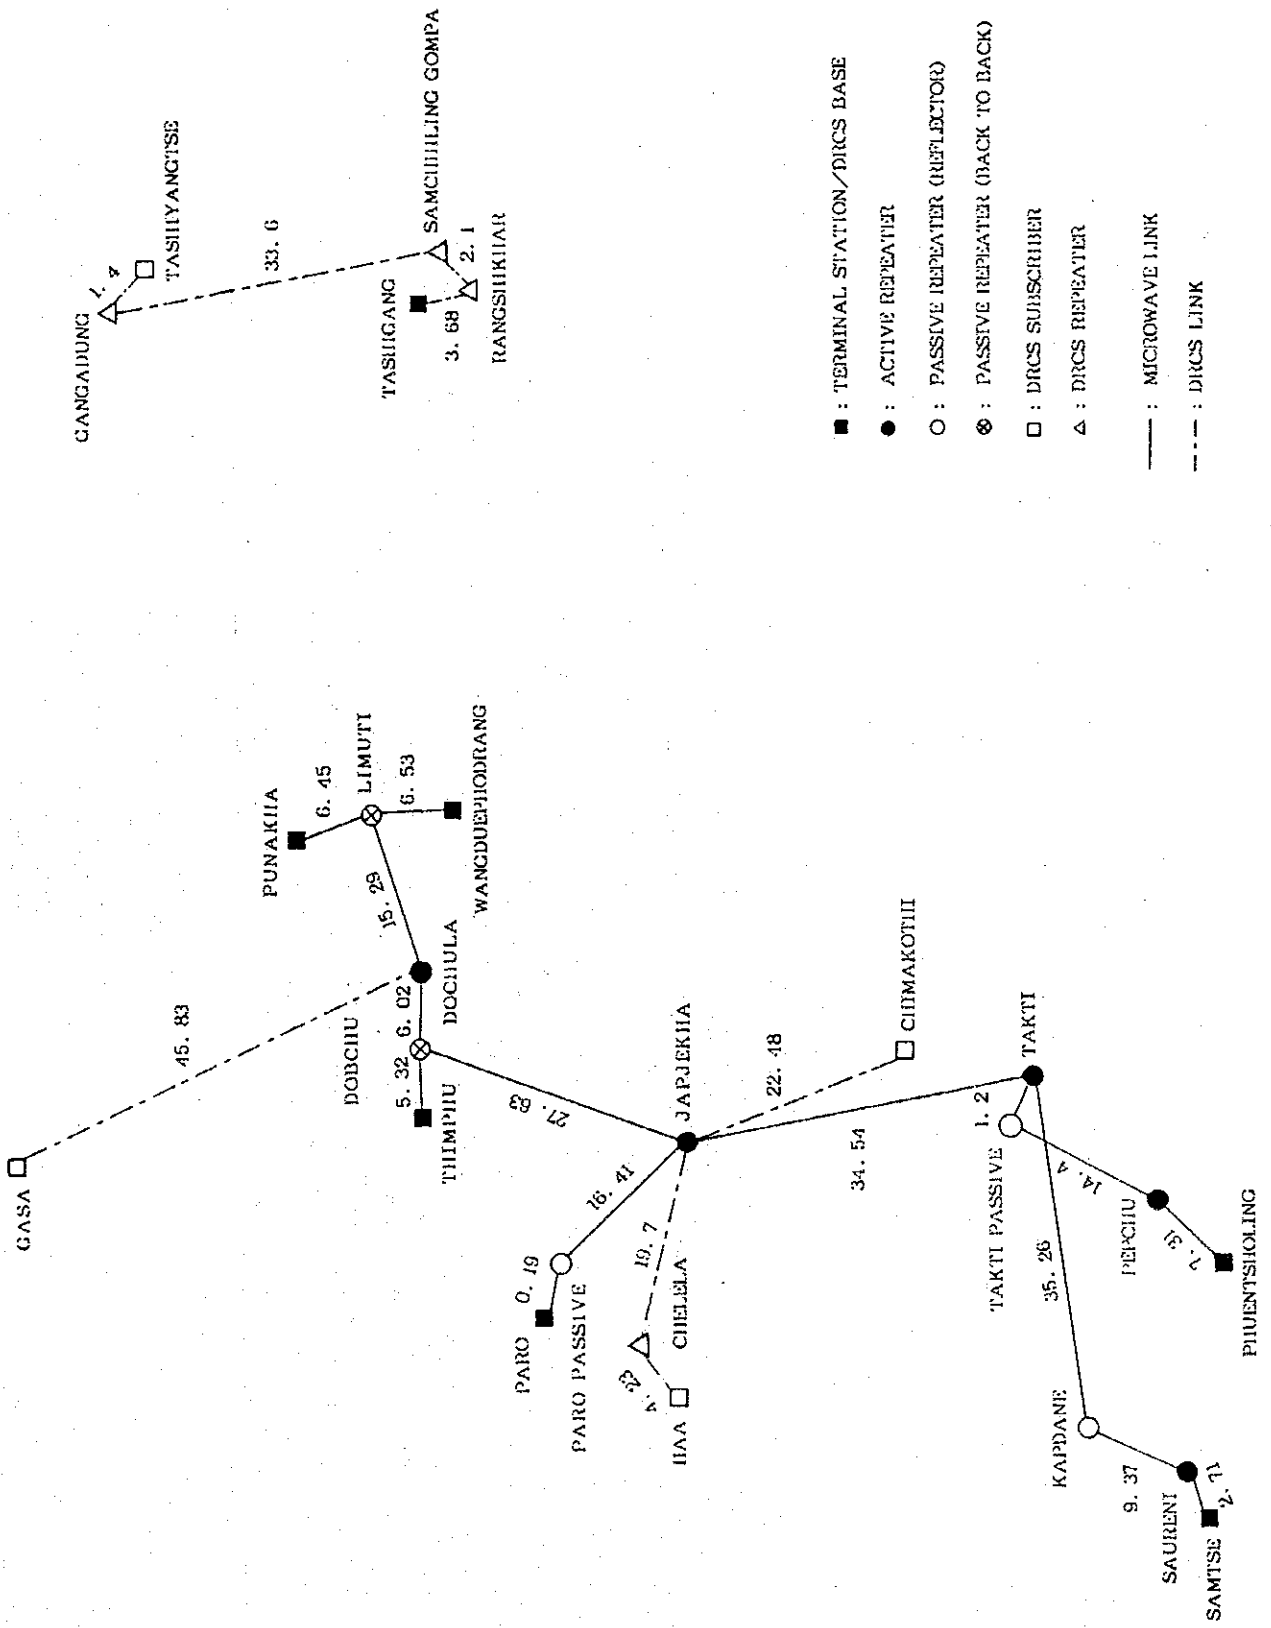 GASA
45. 83
PUNAKHA
6. 45
LIMUTI
6. 53
WANGDUEPHODRANG
15. 29
DOCHULA
6. 02
DOBCHU
5. 32
THIMPHU
27. 63
JAPJEKHA
16. 41
0. 19
PARO
PARO PASSIVE
19. 7
CHELELA
HAA
22. 48
CHIMAKOTHI
34. 54
TAKTI
1. 2
TAKTI PASSIVE
14. 4
PEPCHU
7. 31
PHUENTSHOLING
35. 26
KAPDANE
9. 37
SAURENI
2. 71
SAMTSE
GANGADUNG
TASHIYANGTSE
33. 6
SAMCHHLING GOMPA
2. 1
RANGSHIKHAR
3. 68
TASHIGANG
■ : TERMINAL STATION/DRCS BASE
● : ACTIVE REPEATER
○ : PASSIVE REPEATER (REFLECTOR)
⊗ : PASSIVE REPEATER (BACK TO BACK)
□ : DRCS SUBSCRIBER
△ : DRCS REPEATER
—— : MICROWAVE LINK
-·-·- : DRCS LINK